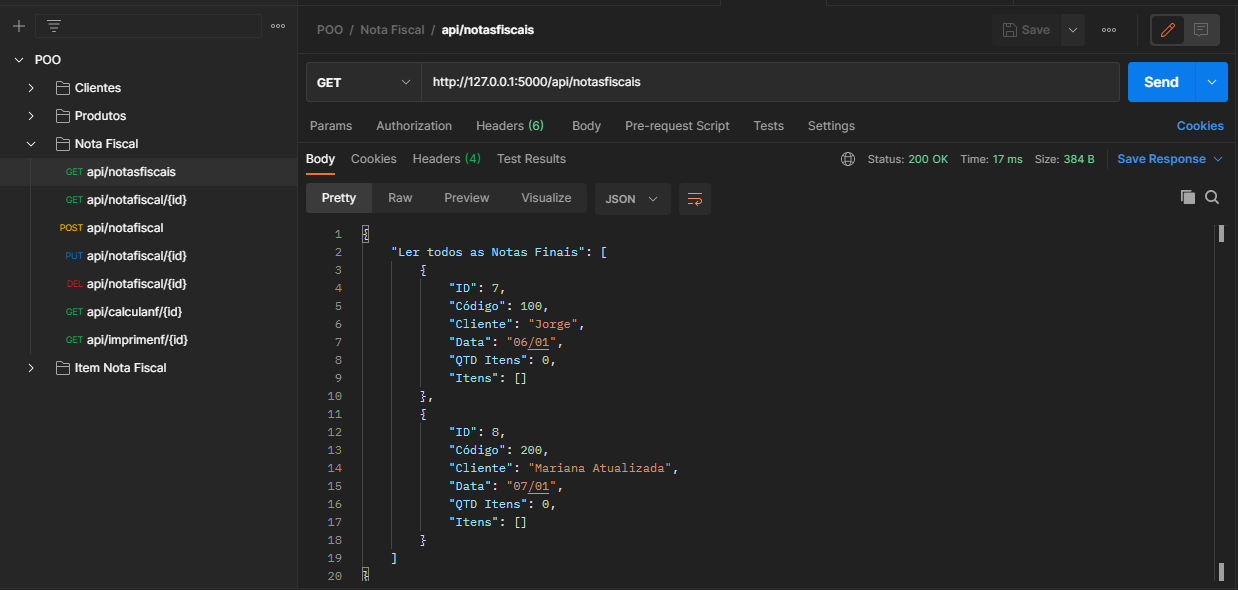 POO
Clientes
Produtos
Nota Fiscal
GET api/notasfiscais
GET api/notafiscal/{id}
POST api/notafiscal
PUT api/notafiscal/{id}
DEL api/notafiscal/{id}
GET api/calculanf/{id}
GET api/imprimenf/{id}
Item Nota Fiscal
POO / Nota Fiscal / api/notasfiscais
Save
GET http://127.0.0.1:5000/api/notasfiscais Send
Params Authorization Headers (6) Body Pre-request Script Tests Settings Cookies
Body Cookies Headers (4) Test Results Status: 200 OK Time: 17 ms Size: 384 B Save Response
Pretty Raw Preview Visualize JSON
1 {
2 "Ler todos as Notas Finais": [
3 {
4 "ID": 7,
5 "Código": 100,
6 "Cliente": "Jorge",
7 "Data": "06/01",
8 "QTD Itens": 0,
9 "Itens": []
10 },
11 {
12 "ID": 8,
13 "Código": 200,
14 "Cliente": "Mariana Atualizada",
15 "Data": "07/01",
16 "QTD Itens": 0,
17 "Itens": []
18 }
19 ]
20 }